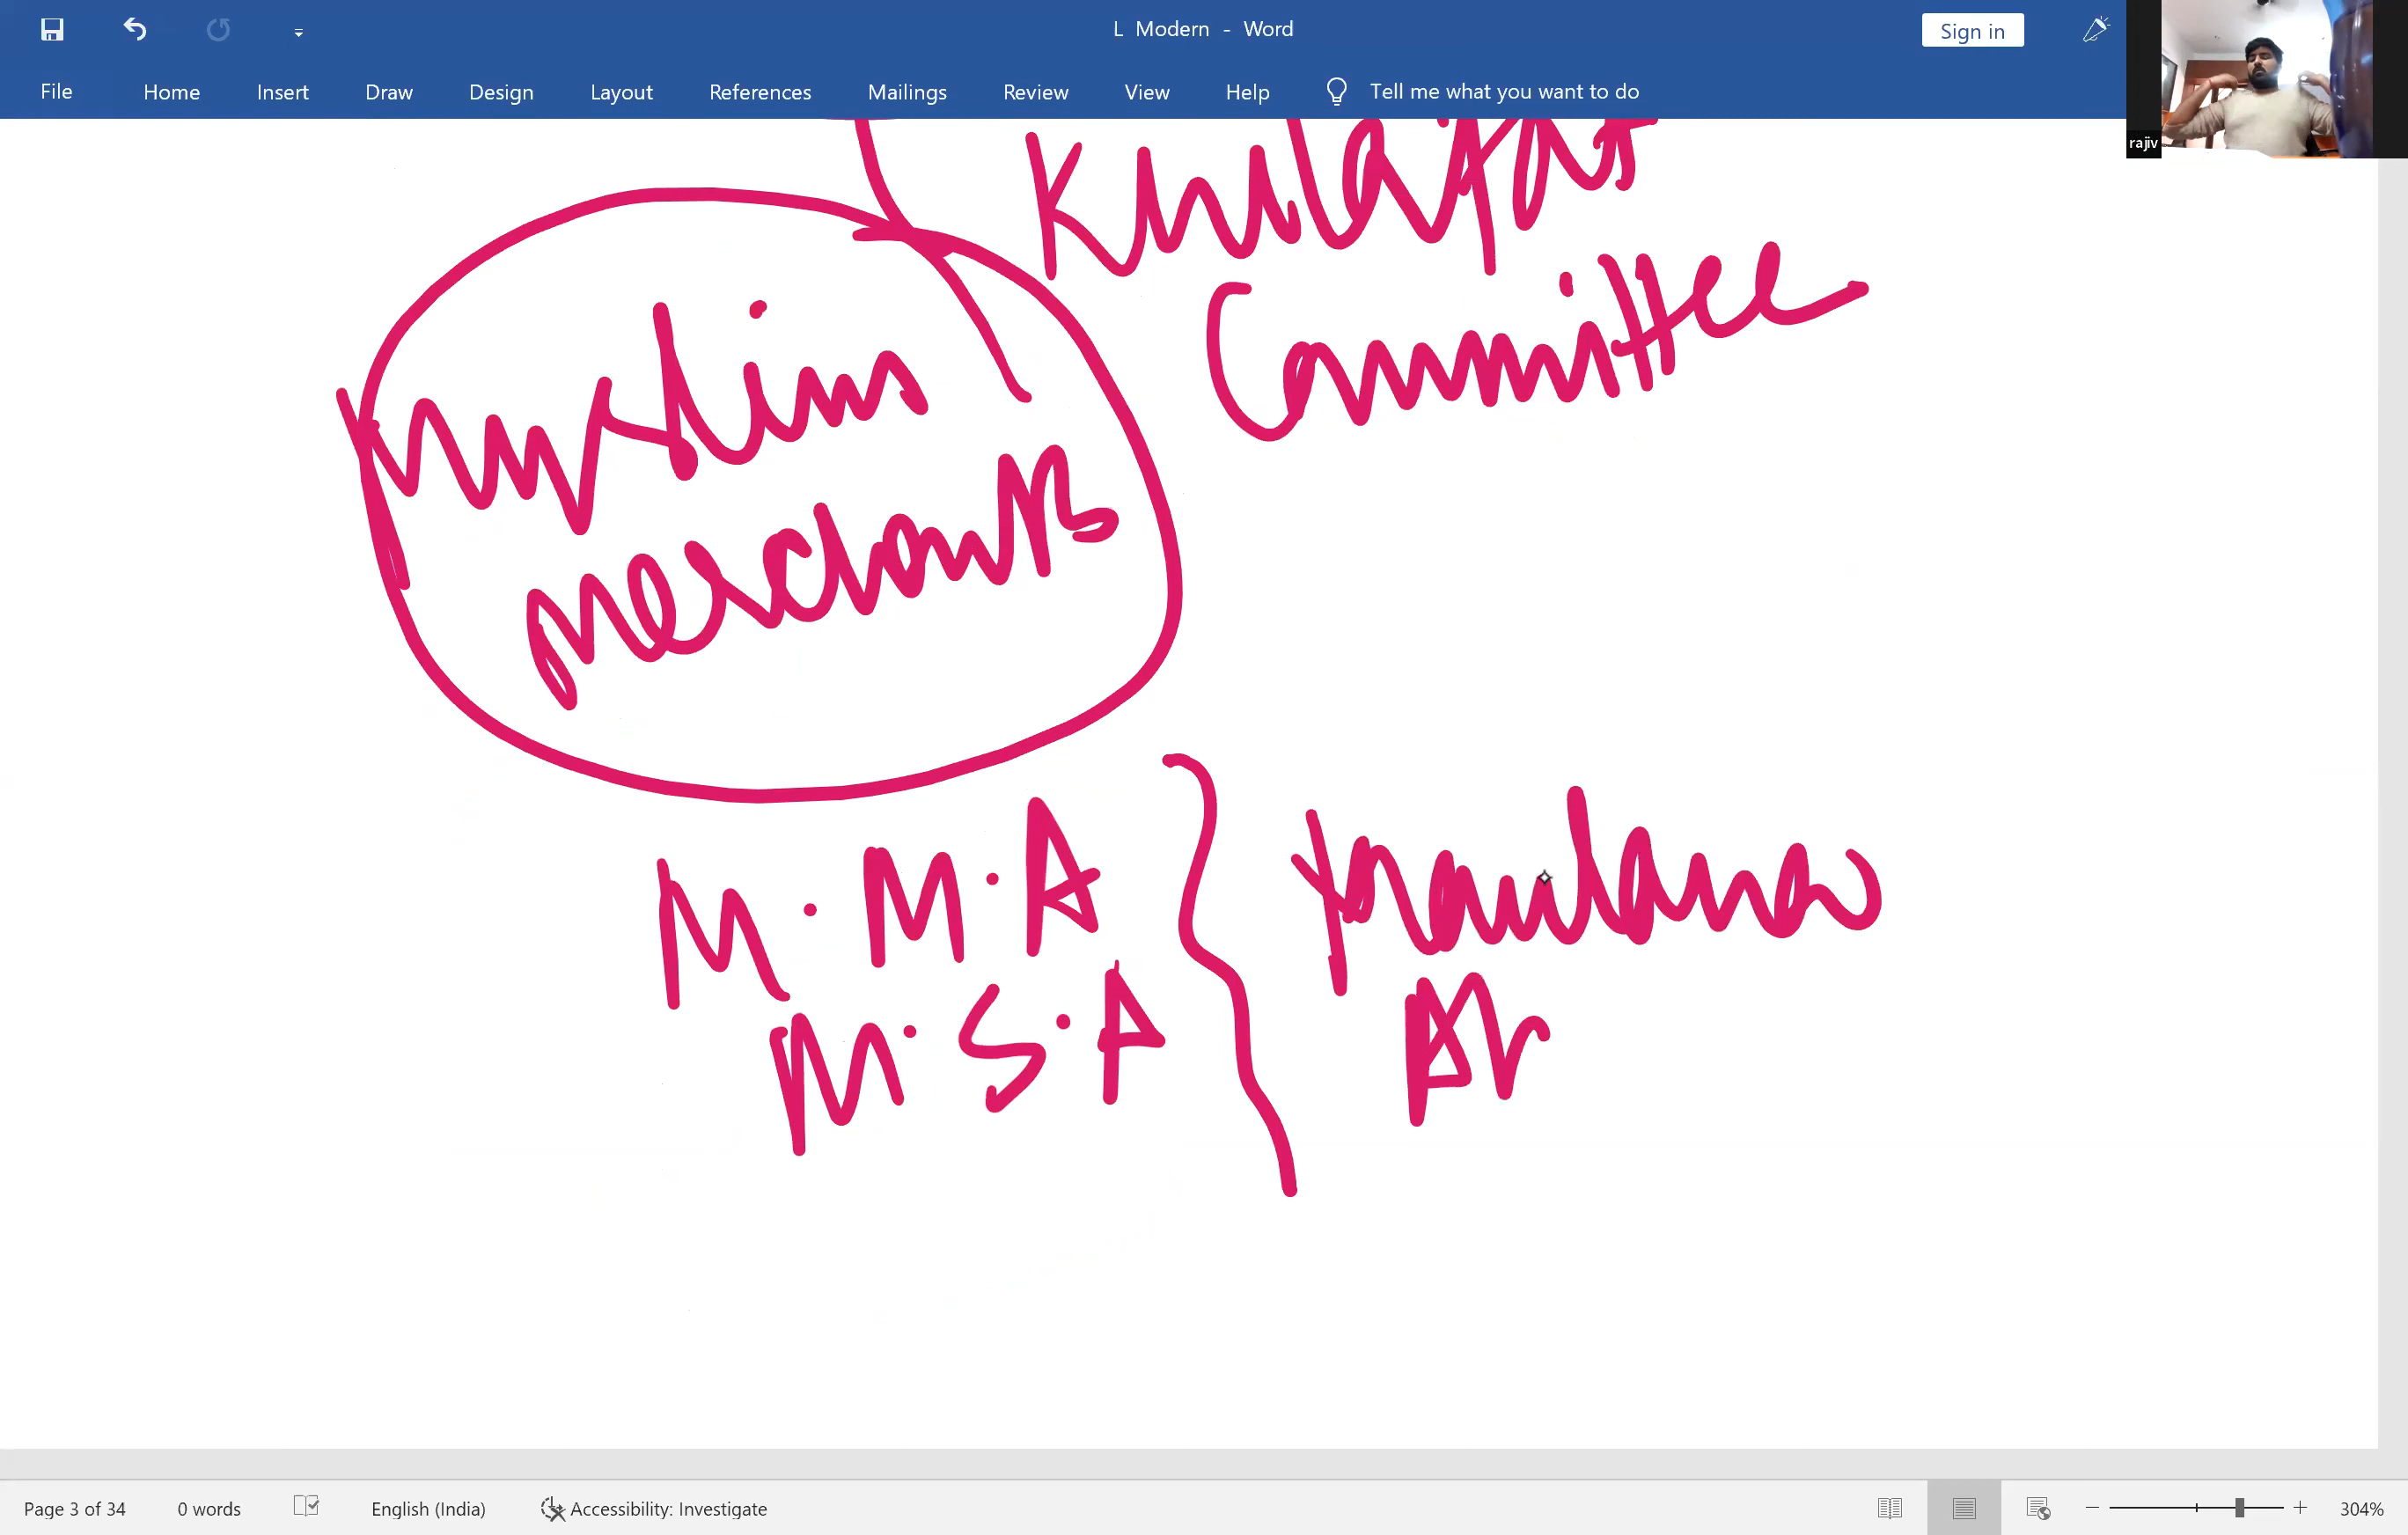 L Modern - Word
Sign in
File Home Insert Draw Design Layout References Mailings Review View Help Tell me what you want to do
rajiv
Khilafat
Committee
Muslim
Merchants
M. M. A
M. S. A
Maulana
Page 3 of 34 0 words English (India) Accessibility: Investigate 304%